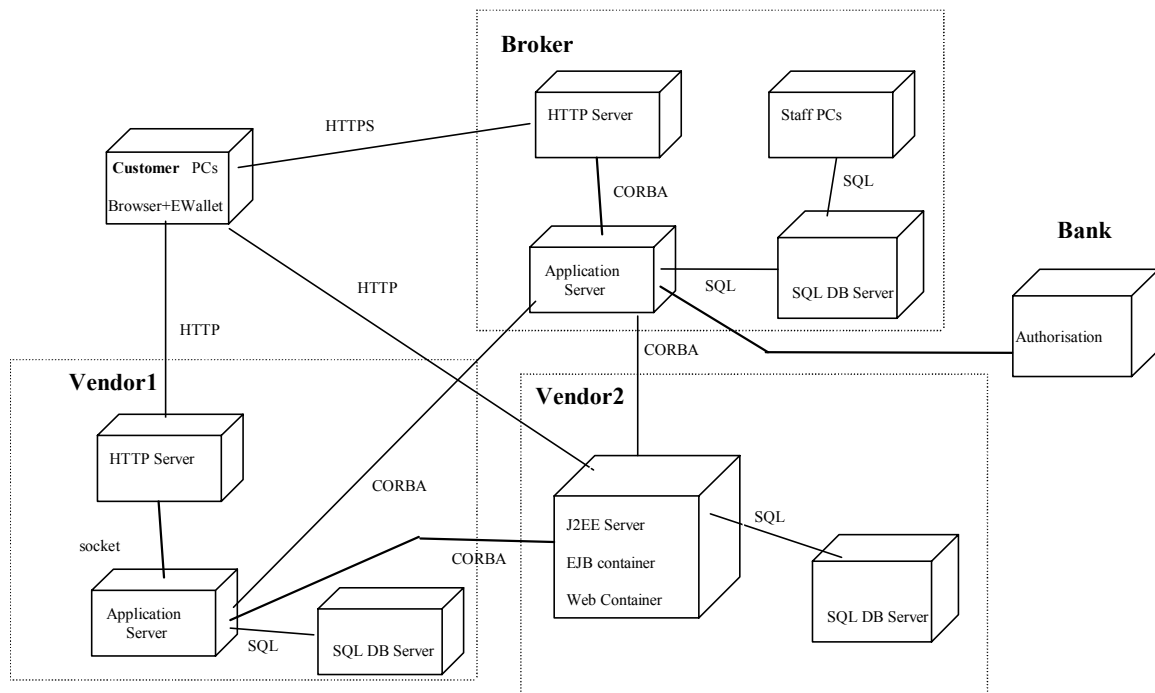 Broker
HTTP Server
Staff PCs
HTTPS
Customer PCs
Browser+EWallet
CORBA
SQL
Bank
Application
Server
SQL
SQL DB Server
Authorisation
HTTP
HTTP
CORBA
Vendor1
Vendor2
HTTP Server
CORBA
socket
CORBA
J2EE Server
EJB container
Web Container
SQL
Application
Server
SQL
SQL DB Server
SQL DB Server